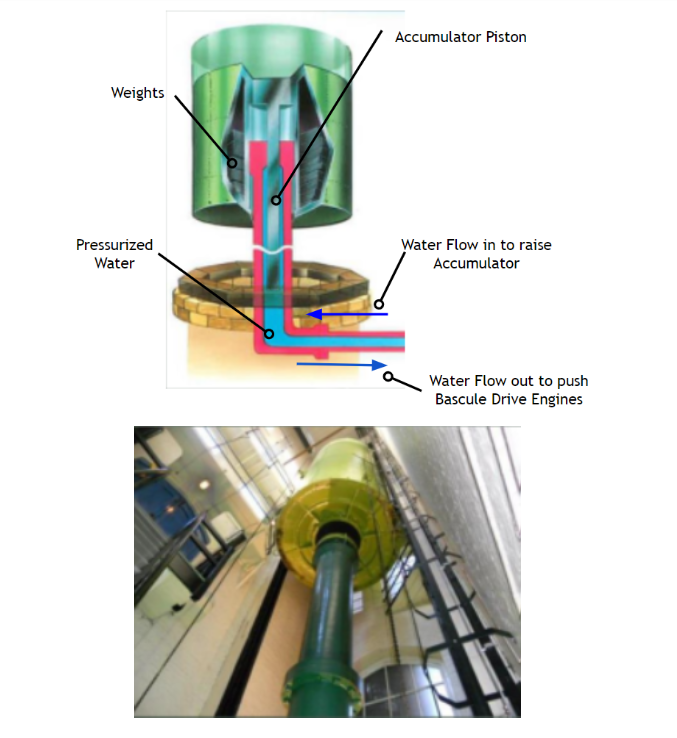 Accumulator Piston
Weights
Pressurized
Water
Water Flow in to raise
Accumulator
Water Flow out to push
Bascule Drive Engines